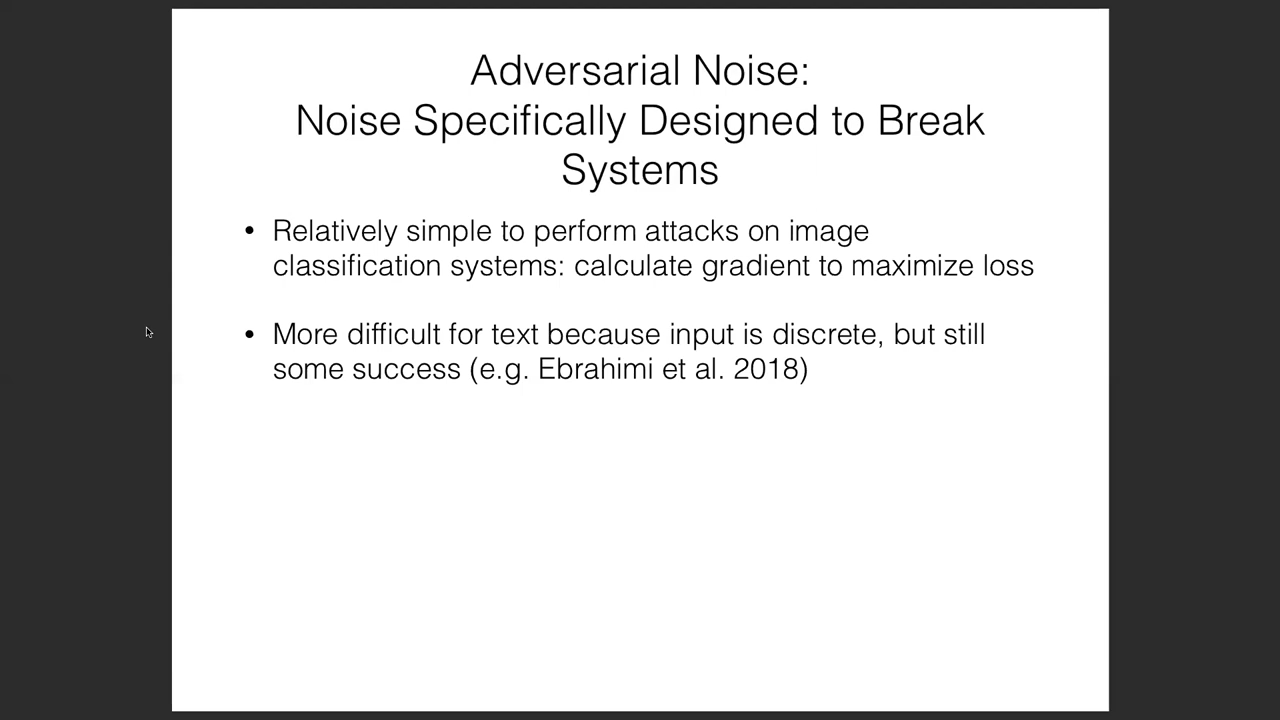 Adversarial Noise:
Noise Specifically Designed to Break
Systems
• Relatively simple to perform attacks on image
classification systems: calculate gradient to maximize loss
• More difficult for text because input is discrete, but still
some success (e.g. Ebrahimi et al. 2018)